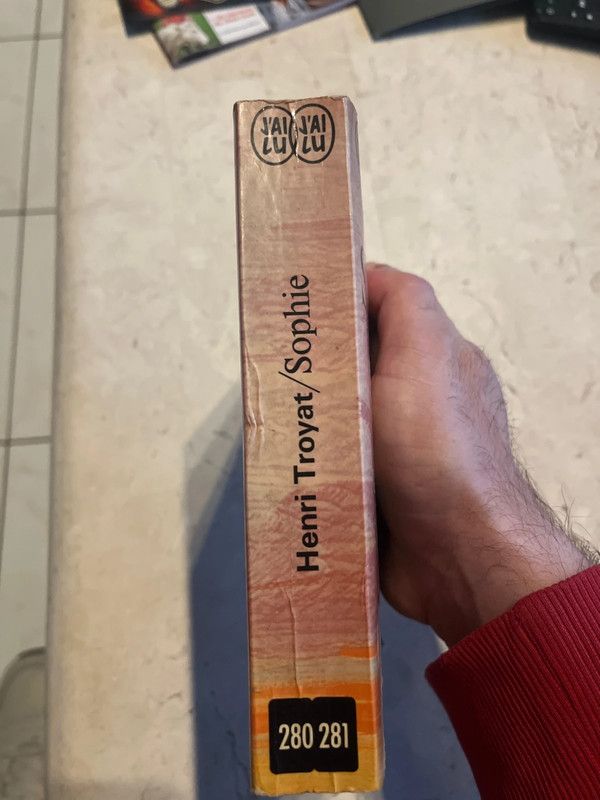 J'AI LU J'AI LU
Henri Troyat/Sophie
280 281